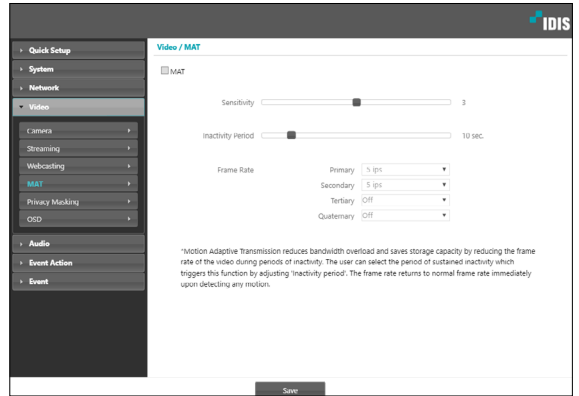 IDIS
Quick Setup
System
Network
Video
Camera
Streaming
Webcasting
MAT
Privacy Masking
OSD
Audio
Event Action
Event
Video / MAT
MAT
Sensitivity 3
Inactivity Period 10 sec.
Frame Rate Primary 5 ips
Secondary 5 ips
Tertiary Off
Quaternary Off
*Motion Adaptive Transmission reduces bandwidth overload and saves storage capacity by reducing the frame
rate of the video during periods of inactivity. The user can select the period of sustained inactivity which
triggers this function by adjusting 'Inactivity period'. The frame rate returns to normal frame rate immediately
upon detecting any motion.
Save